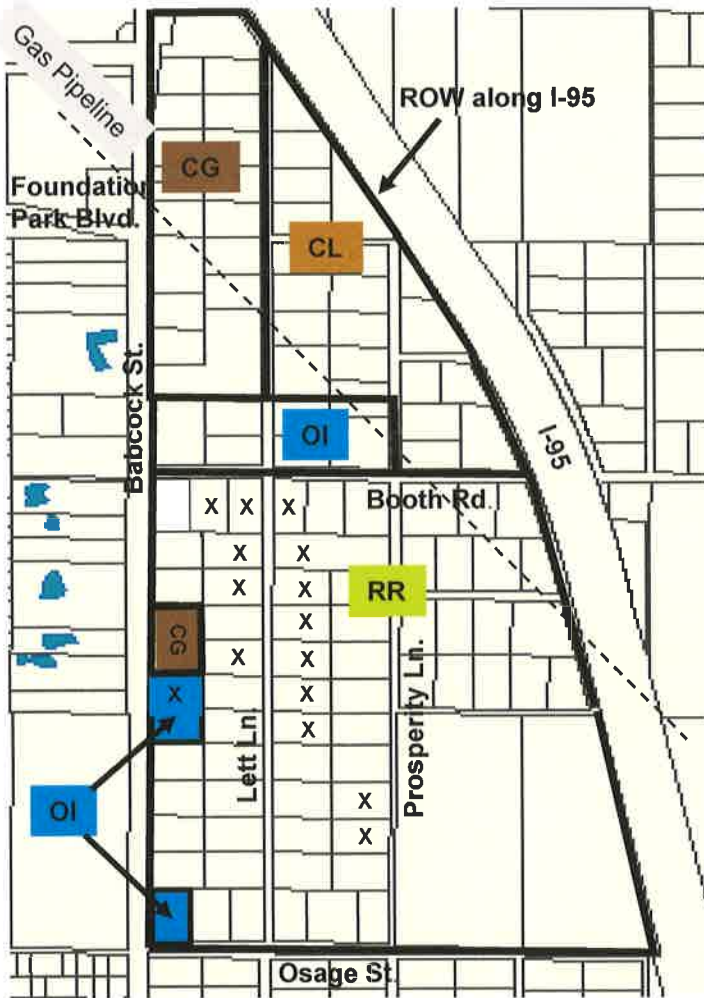 Gas Pipeline
ROW along I-95
CG
Foundation
Park Blvd.
CL
Babcock St.
OI
I-95
Booth Rd.
X X X
X X
X X
RR
X
CG
X X
X X
X
Lett Ln.
Prosperity Ln.
OI
X
X
Osage St.